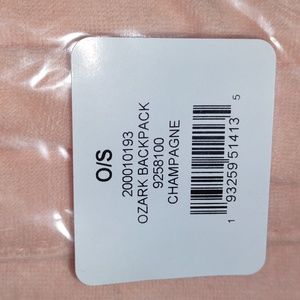 O/S
200010193
OZARK BACKPACK
9258100
CHAMPAGNE
1 93259 51413 5